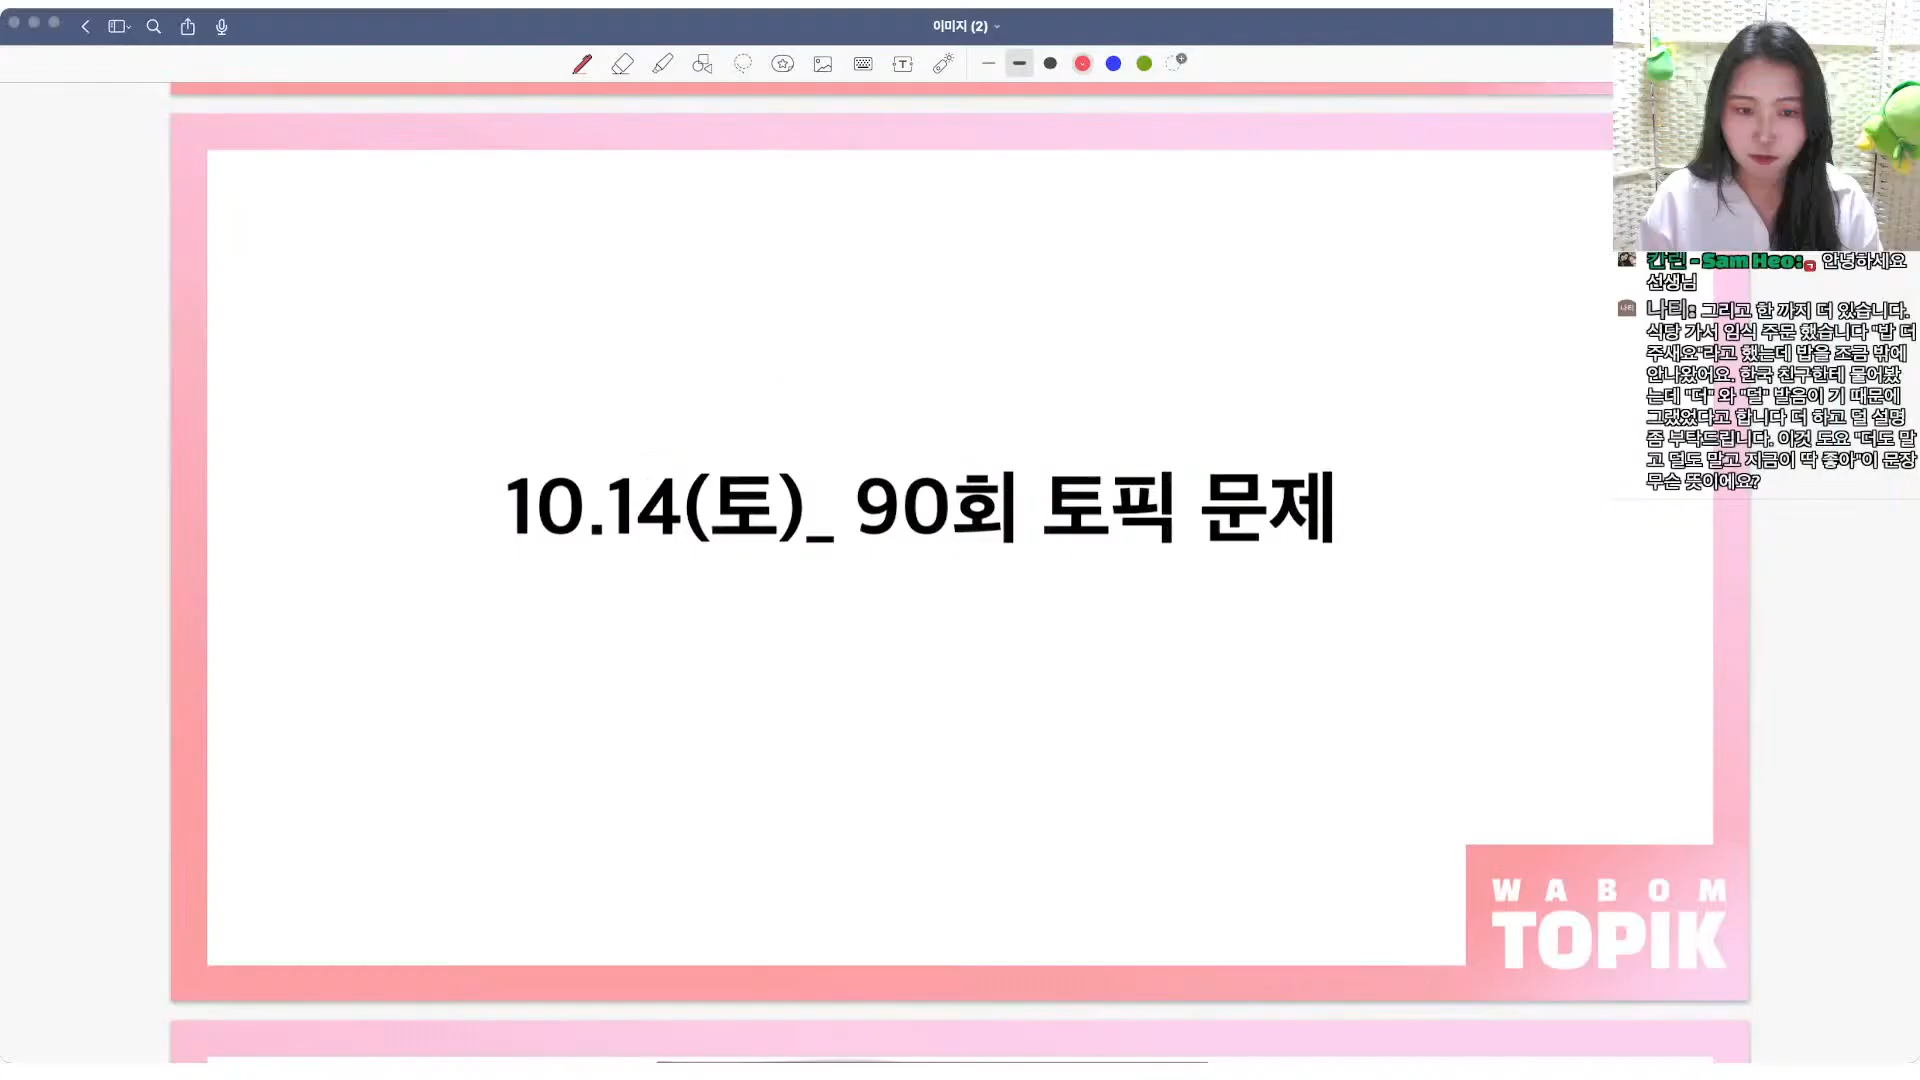 이미지 (2)
칸린 - Sam Heo: 안녕하세요
선생님
나티: 그리고 한 까지 더 있습니다.
식당 가서 임식 주문 했습니다 "밥 더
주새요"라고 했는데 밥을 조금 밖에
안나왔어요. 한국 친구한테 물어봤
는데 "더" 와 "덜" 발음이 기 때문에
그랬었다고 합니다 더 하고 덜 설명
좀 부탁드립니다. 이것 도요 "더도 말
고 덜도 말고 지금이 딱 좋아"이 문장
무슨 뜻이에요?
10.14(토)_ 90회 토픽 문제
WABOM
TOPIK